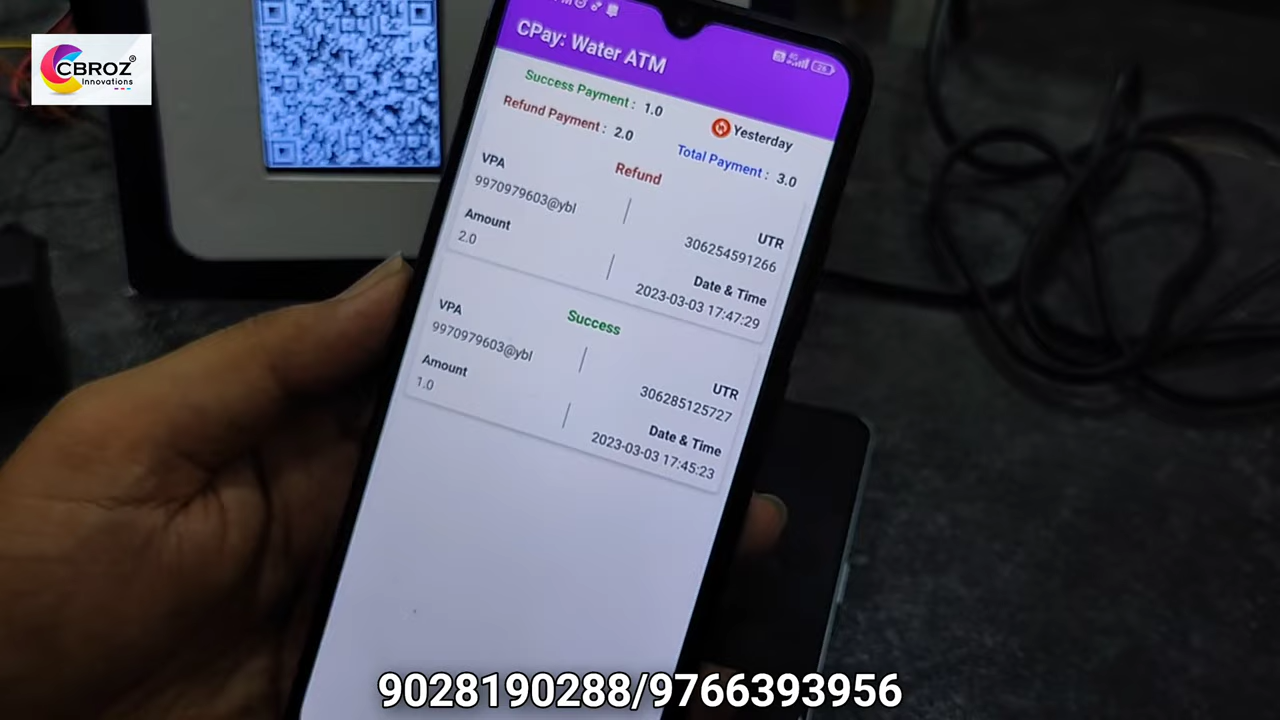 CBROZ®
Innovations
CPay: Water ATM
Success Payment : 1.0
Yesterday
Refund Payment : 2.0
Total Payment : 3.0
Refund
VPA
9970979603@ybl
UTR
306254591266
Amount
2.0
Date & Time
2023-03-03 17:47:29
Success
VPA
9970979603@ybl
UTR
306285125727
Amount
1.0
Date & Time
2023-03-03 17:45:23
9028190288/9766393956